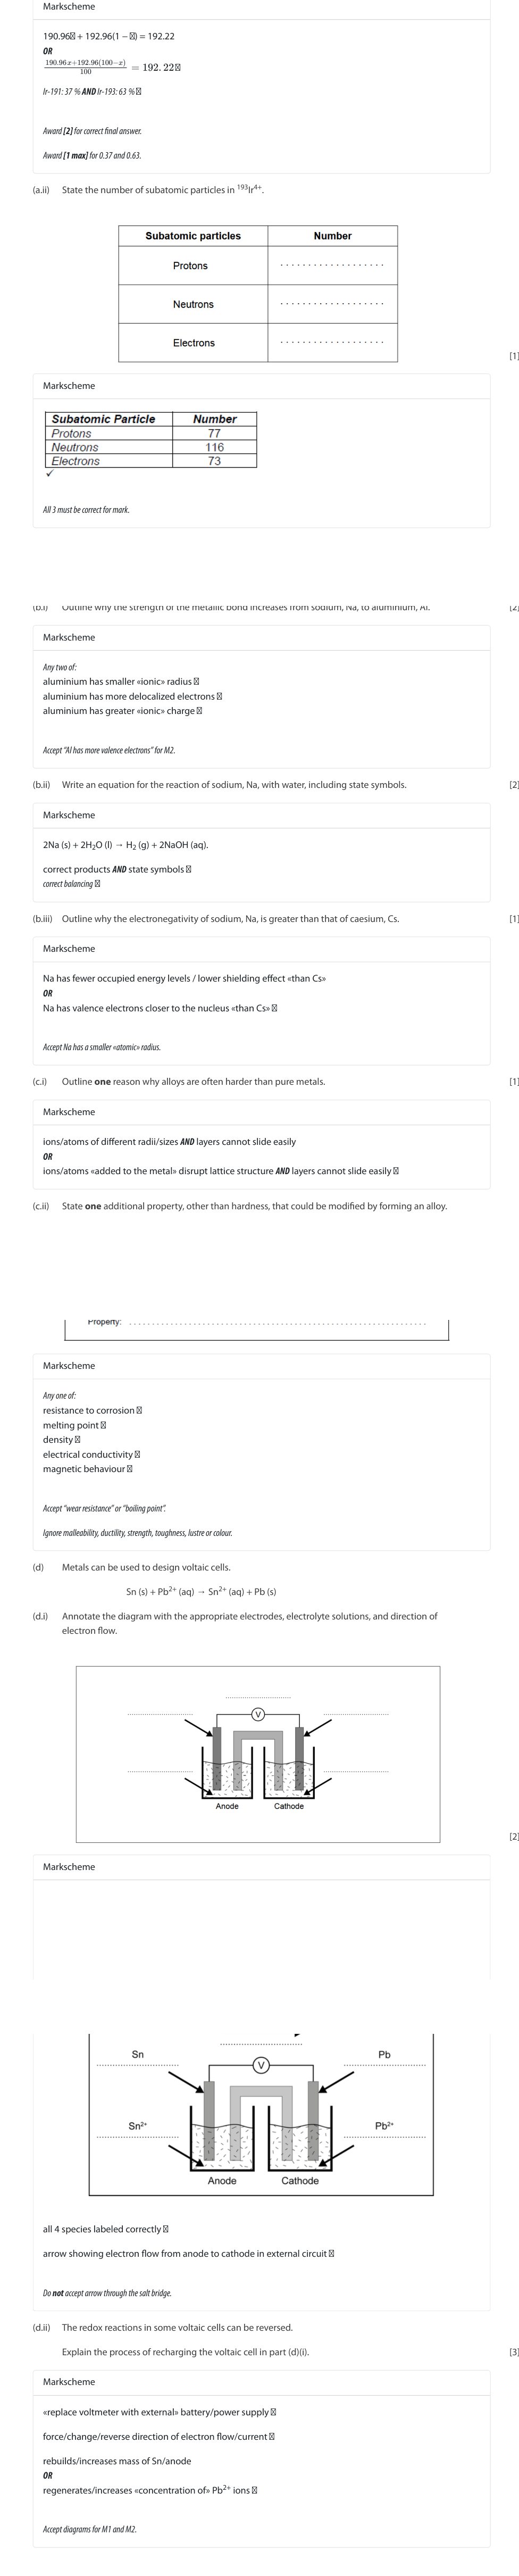 Markscheme
190.96𝑥 + 192.96(1 − 𝑥) = 192.22
OR
190.96x+192.96(100−x)/100 = 192.22
Ir-191: 37 % AND Ir-193: 63 %
Award [2] for correct final answer.
Award [1 max] for 0.37 and 0.63.
(a.ii) State the number of subatomic particles in ¹⁹³Ir⁴⁺.
Subatomic particles Number
Protons ...................
Neutrons ...................
Electrons ...................
[1]
Markscheme
Subatomic Particle Number
Protons 77
Neutrons 116
Electrons 73
✓
All 3 must be correct for mark.
(b.i) Outline why the strength of the metallic bond increases from sodium, Na, to aluminium, Al. [2]
Markscheme
Any two of:
aluminium has smaller «ionic» radius
aluminium has more delocalized electrons
aluminium has greater «ionic» charge
Accept "Al has more valence electrons" for M2.
(b.ii) Write an equation for the reaction of sodium, Na, with water, including state symbols. [2]
Markscheme
2Na (s) + 2H₂O (l) → H₂ (g) + 2NaOH (aq).
correct products AND state symbols
correct balancing
(b.iii) Outline why the electronegativity of sodium, Na, is greater than that of caesium, Cs. [1]
Markscheme
Na has fewer occupied energy levels / lower shielding effect «than Cs»
OR
Na has valence electrons closer to the nucleus «than Cs»
Accept Na has a smaller «atomic» radius.
(c.i) Outline one reason why alloys are often harder than pure metals. [1]
Markscheme
ions/atoms of different radii/sizes AND layers cannot slide easily
OR
ions/atoms «added to the metal» disrupt lattice structure AND layers cannot slide easily
(c.ii) State one additional property, other than hardness, that could be modified by forming an alloy.
Property: ...................
Markscheme
Any one of:
resistance to corrosion
melting point
density
electrical conductivity
magnetic behaviour
Accept "wear resistance" or "boiling point".
Ignore malleability, ductility, strength, toughness, lustre or colour.
(d) Metals can be used to design voltaic cells.
Sn (s) + Pb²⁺ (aq) → Sn²⁺ (aq) + Pb (s)
(d.i) Annotate the diagram with the appropriate electrodes, electrolyte solutions, and direction of
electron flow.
V
Anode Cathode
[2]
Markscheme
Sn Pb
V
Sn²⁺ Pb²⁺
Anode Cathode
all 4 species labeled correctly
arrow showing electron flow from anode to cathode in external circuit
Do not accept arrow through the salt bridge.
(d.ii) The redox reactions in some voltaic cells can be reversed.
Explain the process of recharging the voltaic cell in part (d)(i). [3]
Markscheme
«replace voltmeter with external» battery/power supply
force/change/reverse direction of electron flow/current
rebuilds/increases mass of Sn/anode
OR
regenerates/increases «concentration of» Pb²⁺ ions
Accept diagrams for M1 and M2.